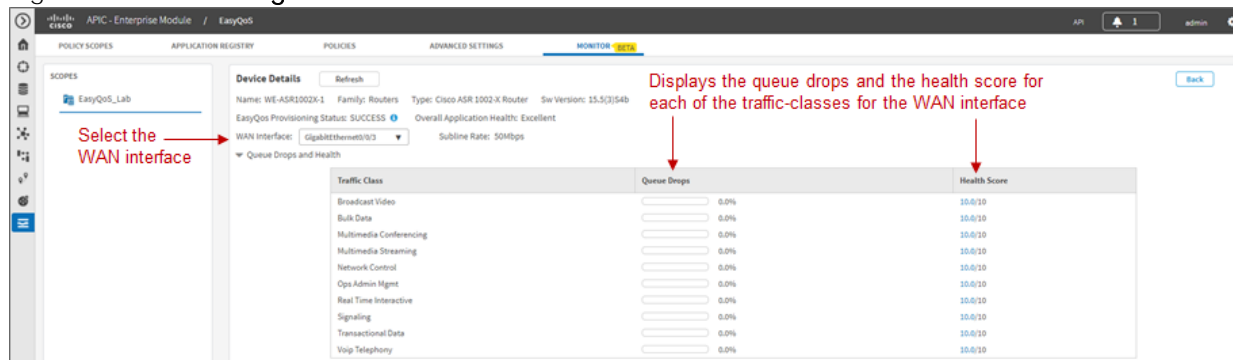 CISCO APIC - Enterprise Module / EasyQoS API 1 admin
POLICY SCOPES APPLICATION REGISTRY POLICIES ADVANCED SETTINGS MONITOR BETA
SCOPES
EasyQoS_Lab
Select the
WAN interface
Device Details Refresh
Displays the queue drops and the health score for
each of the traffic-classes for the WAN interface
Back
Name: WE-ASR1002X-1 Family: Routers Type: Cisco ASR 1002-X Router Sw Version: 15.5(3)S4b
EasyQos Provisioning Status: SUCCESS Overall Application Health: Excellent
WAN Interface: GigabitEthernet0/0/3 Subline Rate: 50Mbps
Queue Drops and Health
Traffic Class Queue Drops Health Score
Broadcast Video 0.0% 10.0/10
Bulk Data 0.0% 10.0/10
Multimedia Conferencing 0.0% 10.0/10
Multimedia Streaming 0.0% 10.0/10
Network Control 0.0% 10.0/10
Ops Admin Mgmt 0.0% 10.0/10
Real Time Interactive 0.0% 10.0/10
Signaling 0.0% 10.0/10
Transactional Data 0.0% 10.0/10
Voip Telephony 0.0% 10.0/10